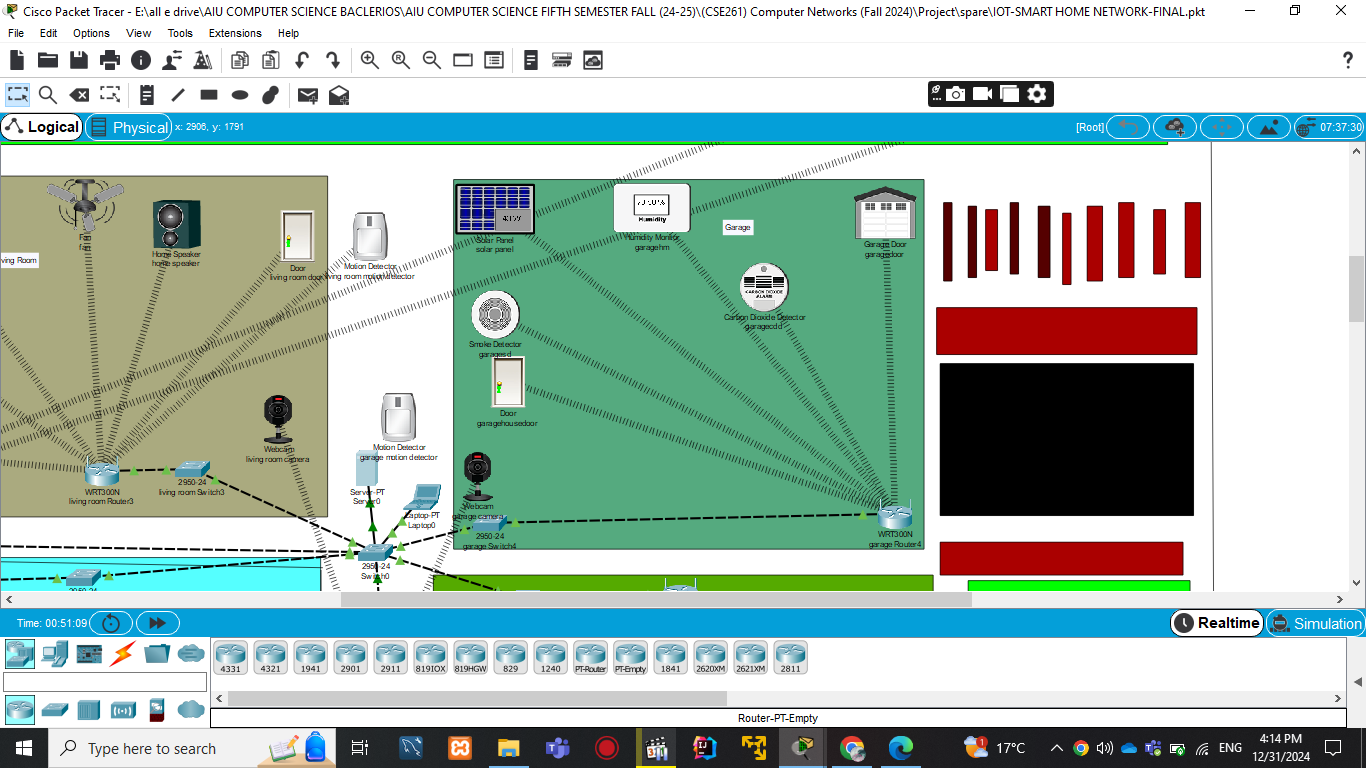 Cisco Packet Tracer - E:\all e drive\AIU COMPUTER SCIENCE BACLERIOS\AIU COMPUTER SCIENCE FIFTH SEMESTER FALL (24-25)\(CSE261) Computer Networks (Fall 2024)\Project\spare\IOT-SMART HOME NETWORK-FINAL.pkt
File Edit Options View Tools Extensions Help
Logical Physical x: 2906, y: 1791 [Root] 07:37:30
Fan
fan
Home Speaker
home speaker
ving Room
Door
living room door
Motion Detector
living room motion detector
Solar Panel
solar panel
Humidity
Humidity Monitor
garagehm
Garage
Garage Door
garagedoor
CARBON DIOXIDE
ALARM
Carbon Dioxide Detector
garagecdd
Smoke Detector
garagesd
Door
garagehousedoor
Webcam
living room camera
Motion Detector
garage motion detector
WRT300N
living room Router3
2950-24
living room Switch3
Server-PT
Server0
Laptop-PT
Laptop0
Webcam
garage camera
2950-24
garage Switch4
WRT300N
garage Router4
2950-24
Switch0
Time: 00:51:09
Realtime Simulation
4331 4321 1941 2901 2911 819IOX 819HGW 829 1240 PT-Router PT-Empty 1841 2620XM 2621XM 2811
Router-PT-Empty
Type here to search
17°C
ENG
4:14 PM
12/31/2024